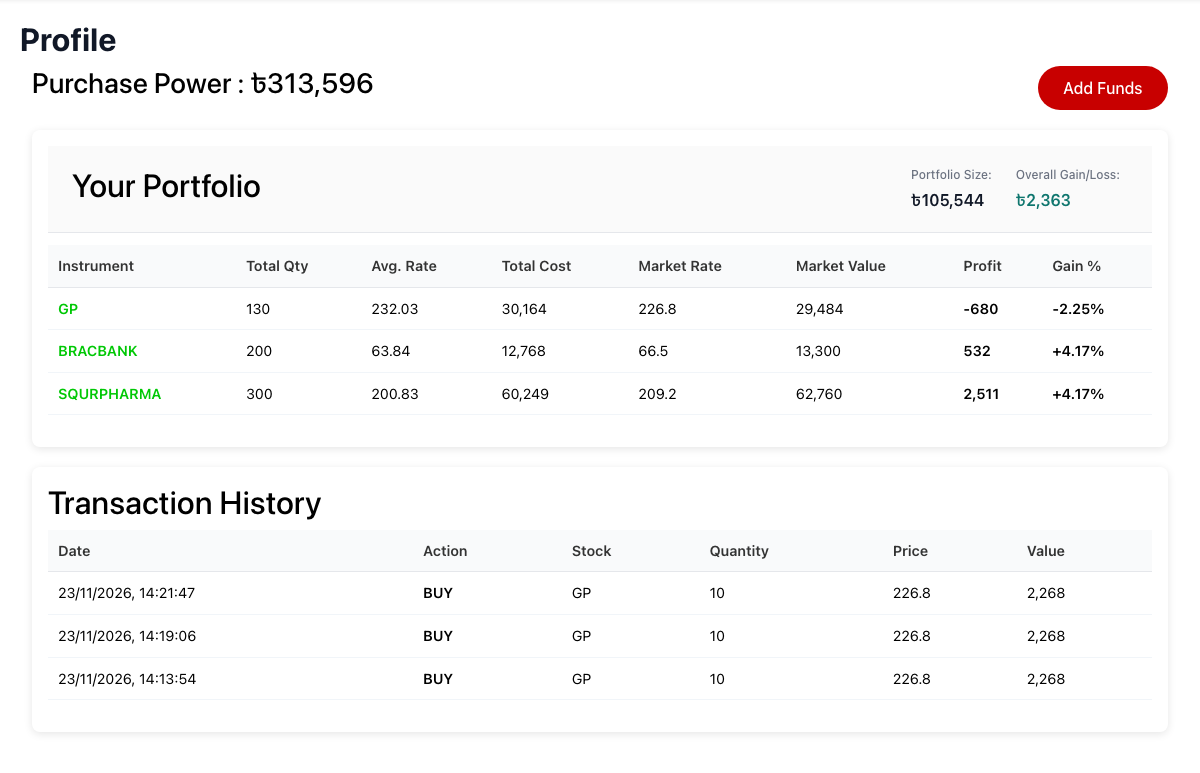 Profile
Purchase Power : ৳313,596
Add Funds
Your Portfolio
Portfolio Size:
৳105,544
Overall Gain/Loss:
৳2,363
Instrument Total Qty Avg. Rate Total Cost Market Rate Market Value Profit Gain %
GP 130 232.03 30,164 226.8 29,484 -680 -2.25%
BRACBANK 200 63.84 12,768 66.5 13,300 532 +4.17%
SQURPHARMA 300 200.83 60,249 209.2 62,760 2,511 +4.17%
Transaction History
Date Action Stock Quantity Price Value
23/11/2026, 14:21:47 BUY GP 10 226.8 2,268
23/11/2026, 14:19:06 BUY GP 10 226.8 2,268
23/11/2026, 14:13:54 BUY GP 10 226.8 2,268